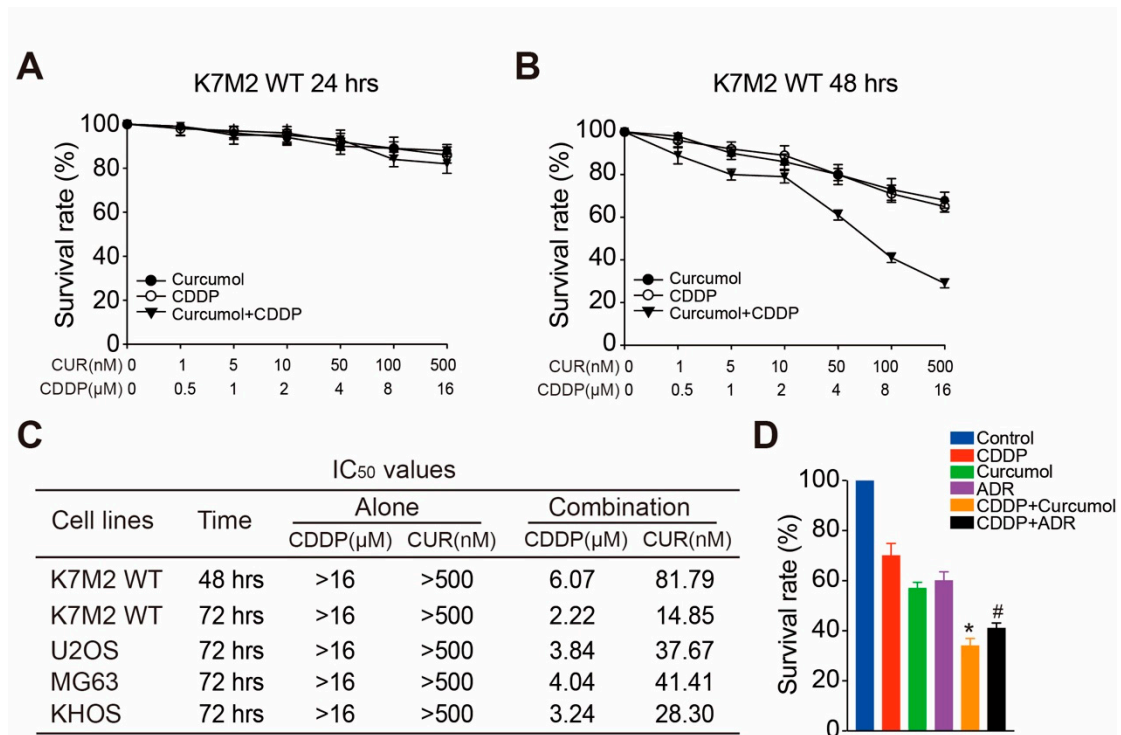 A
K7M2 WT 24 hrs
Survival rate (%)
100
80
60
40
20
0
Curcumol
CDDP
Curcumol+CDDP
CUR(nM) 0 1 5 10 50 100 500
CDDP(µM) 0 0.5 1 2 4 8 16
B
K7M2 WT 48 hrs
Survival rate (%)
100
80
60
40
20
0
Curcumol
CDDP
Curcumol+CDDP
CUR(nM) 0 1 5 10 50 100 500
CDDP(µM) 0 0.5 1 2 4 8 16
C
IC50 values
Cell lines Time Alone Combination
CDDP(µM) CUR(nM) CDDP(µM) CUR(nM)
K7M2 WT 48 hrs >16 >500 6.07 81.79
K7M2 WT 72 hrs >16 >500 2.22 14.85
U2OS 72 hrs >16 >500 3.84 37.67
MG63 72 hrs >16 >500 4.04 41.41
KHOS 72 hrs >16 >500 3.24 28.30
D
Control
CDDP
Curcumol
ADR
CDDP+Curcumol
CDDP+ADR
Survival rate (%)
100
80
60
40
20
0
*
#